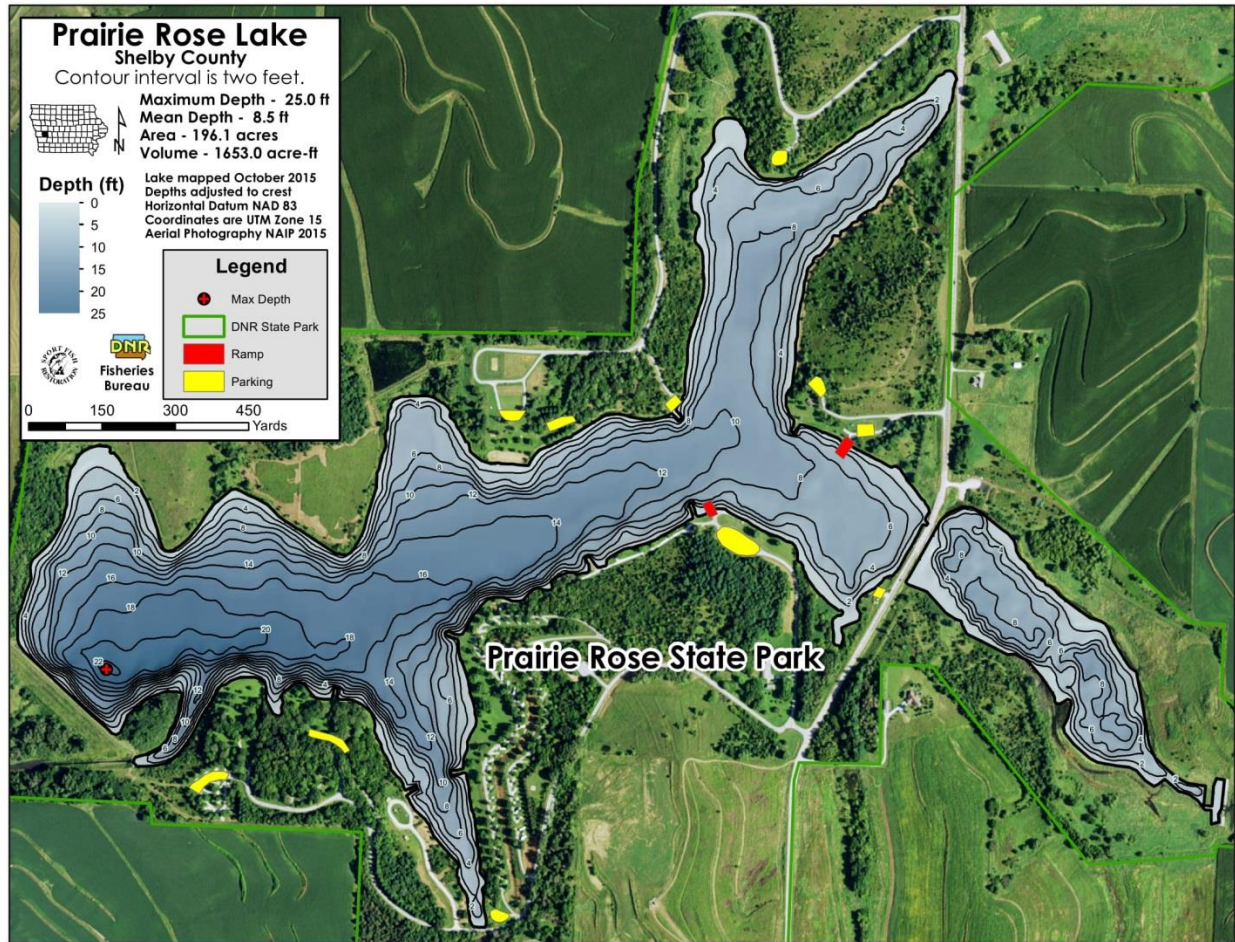 Prairie Rose Lake
Shelby County
Contour interval is two feet.
Maximum Depth - 25.0 ft
Mean Depth - 8.5 ft
Area - 196.1 acres
Volume - 1653.0 acre-ft
N
Depth (ft)
0
5
10
15
20
25
Lake mapped October 2015
Depths adjusted to crest
Horizontal Datum NAD 83
Coordinates are UTM Zone 15
Aerial Photography NAIP 2015
Legend
Max Depth
DNR State Park
Ramp
Parking
SPORT FISH
RESTORATION
DNR
Fisheries
Bureau
0 150 300 450
Yards
Prairie Rose State Park